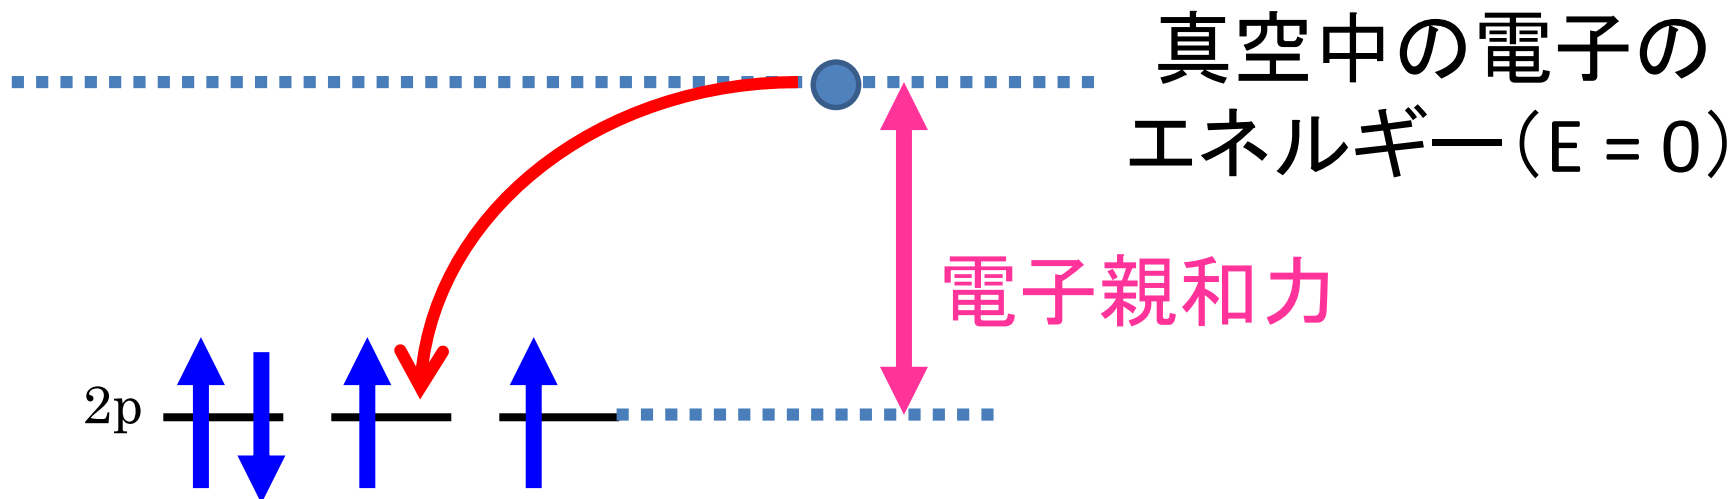 真空中の電子の
エネルギー(E = 0)
電子親和力
2p